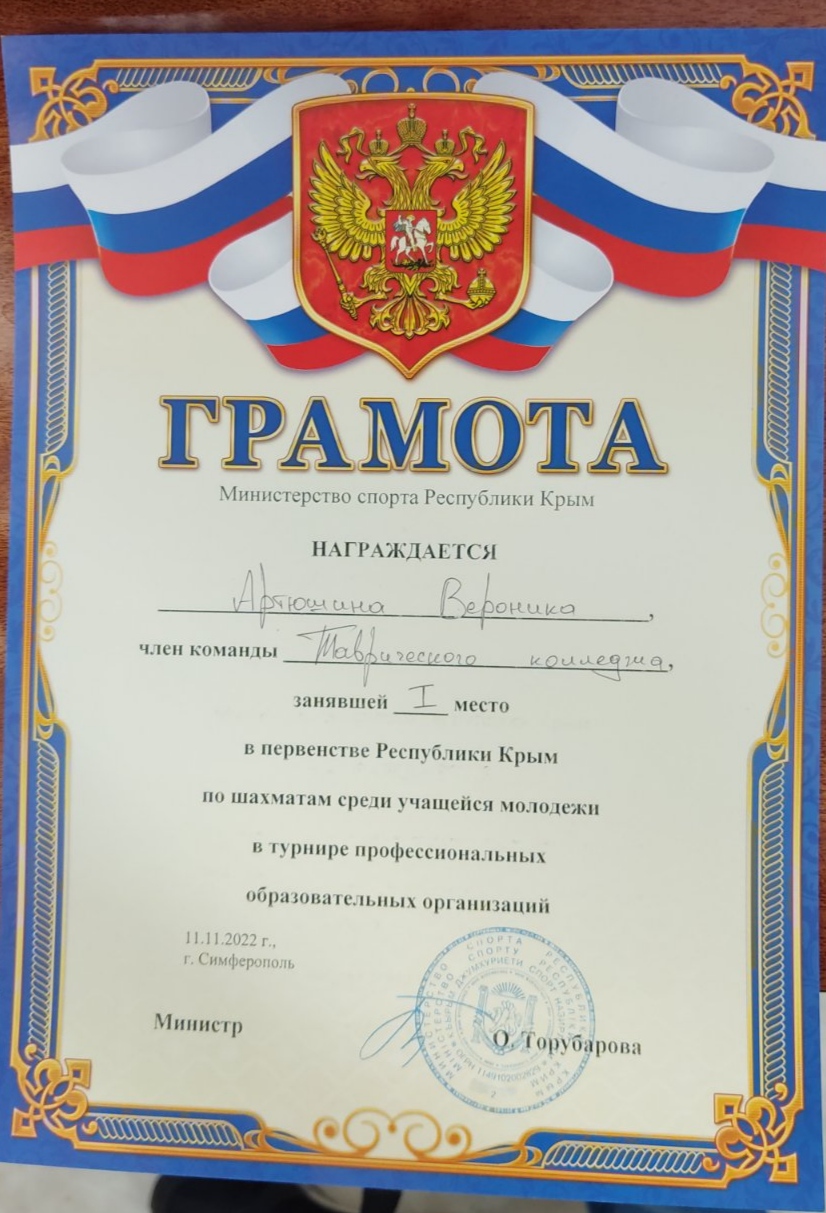 ГРАМОТА
Министерство спорта Республики Крым
НАГРАЖДАЕТСЯ
Артюшина Вероника,
член команды Таврического колледжа,
занявшей I место
в первенстве Республики Крым
по шахматам среди учащейся молодежи
в турнире профессиональных
образовательных организаций
11.11.2022 г.,
г. Симферополь
Министр
О. Торубарова